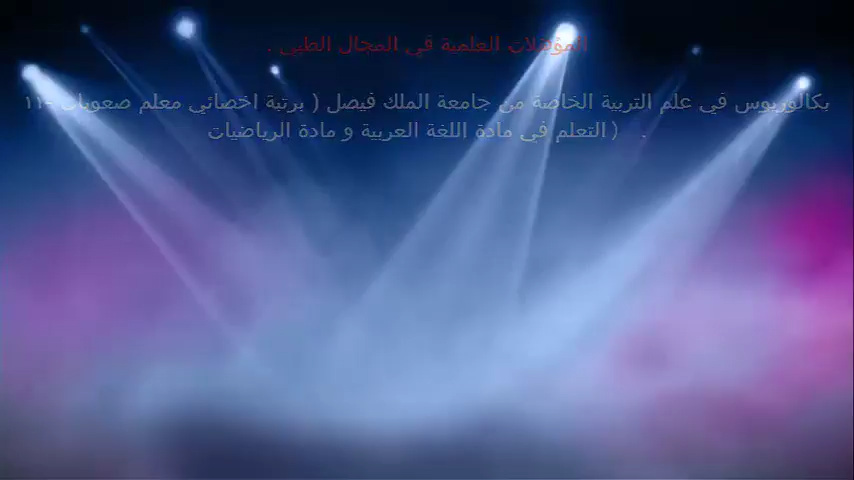 المؤهلات العلمية في المجال الطبي .
١١- بكالوريوس في علم التربية الخاصة من جامعة الملك فيصل ( برتبة اخصائي معلم صعوبات
التعلم في مادة اللغة العربية و مادة الرياضيات ) .